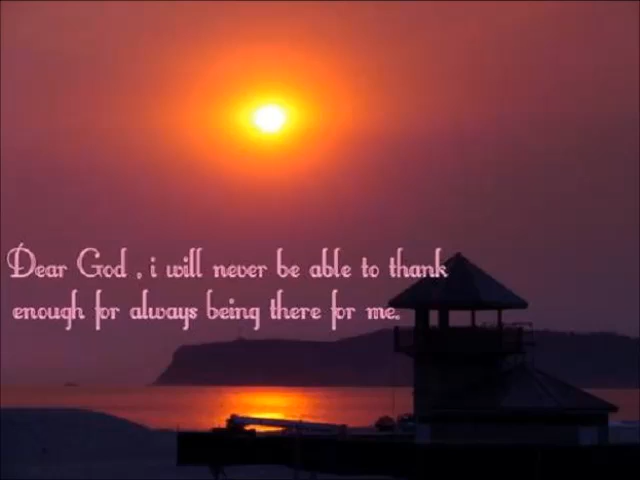 Dear God , i will never be able to thank
enough for always being there for me.